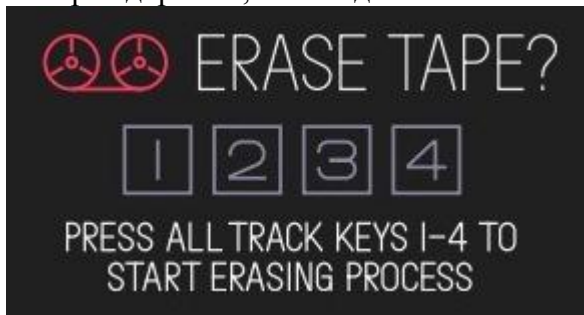 ERASE TAPE?
1 2 3 4
PRESS ALL TRACK KEYS 1-4 TO
START ERASING PROCESS